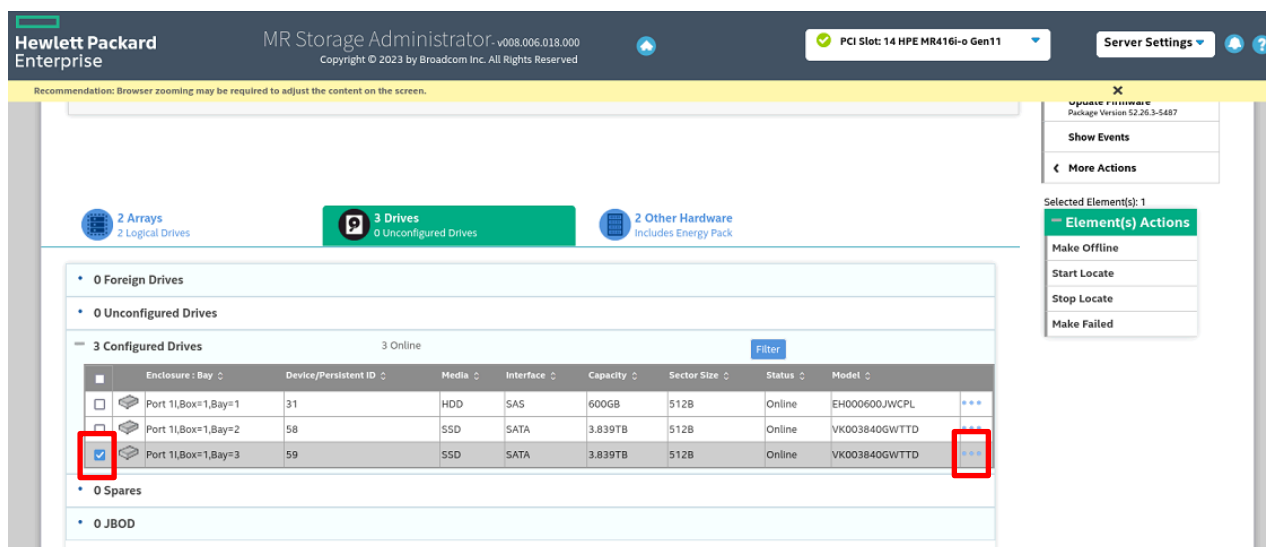 Hewlett Packard
Enterprise
MR Storage Administrator- v008.006.018.000
Copyright © 2023 by Broadcom Inc. All Rights Reserved
PCI Slot: 14 HPE MR416i-o Gen11
Server Settings
Recommendation: Browser zooming may be required to adjust the content on the screen.
Update Firmware
Package Version 52.26.3-5487
Show Events
More Actions
2 Arrays
2 Logical Drives
3 Drives
0 Unconfigured Drives
2 Other Hardware
Includes Energy Pack
Selected Element(s): 1
Element(s) Actions
Make Offline
Start Locate
Stop Locate
Make Failed
0 Foreign Drives
0 Unconfigured Drives
3 Configured Drives 3 Online Filter
Enclosure : Bay Device/Persistent ID Media Interface Capacity Sector Size Status Model
Port 1I,Box=1,Bay=1 31 HDD SAS 600GB 512B Online EH000600JWCPL
Port 1I,Box=1,Bay=2 58 SSD SATA 3.839TB 512B Online VK003840GWTTD
Port 1I,Box=1,Bay=3 59 SSD SATA 3.839TB 512B Online VK003840GWTTD
0 Spares
0 JBOD